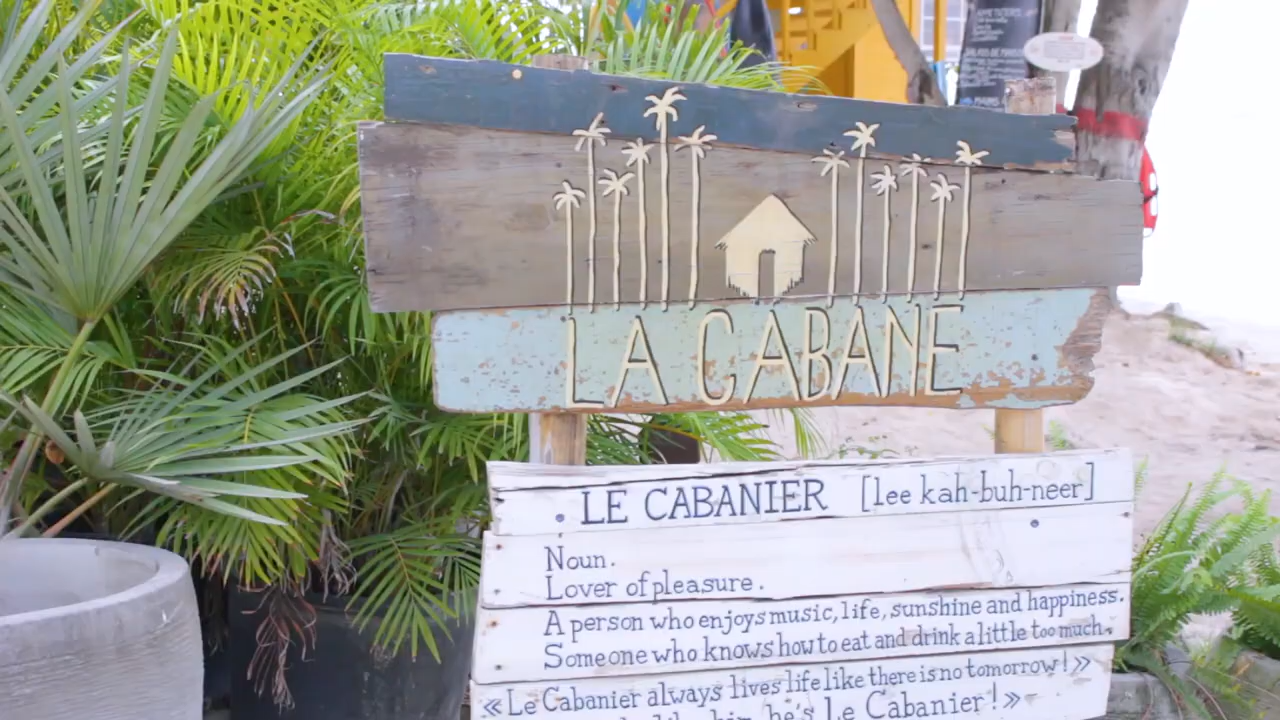 LA CABANE
LE CABANIER [lee kah-buh-neer]
Noun.
Lover of pleasure.
A person who enjoys music, life, sunshine and happiness.
Someone who knows how to eat and drink a little too much.
«Le Cabanier always lives life like there is no tomorrow!»
he's Le Cabanier!»